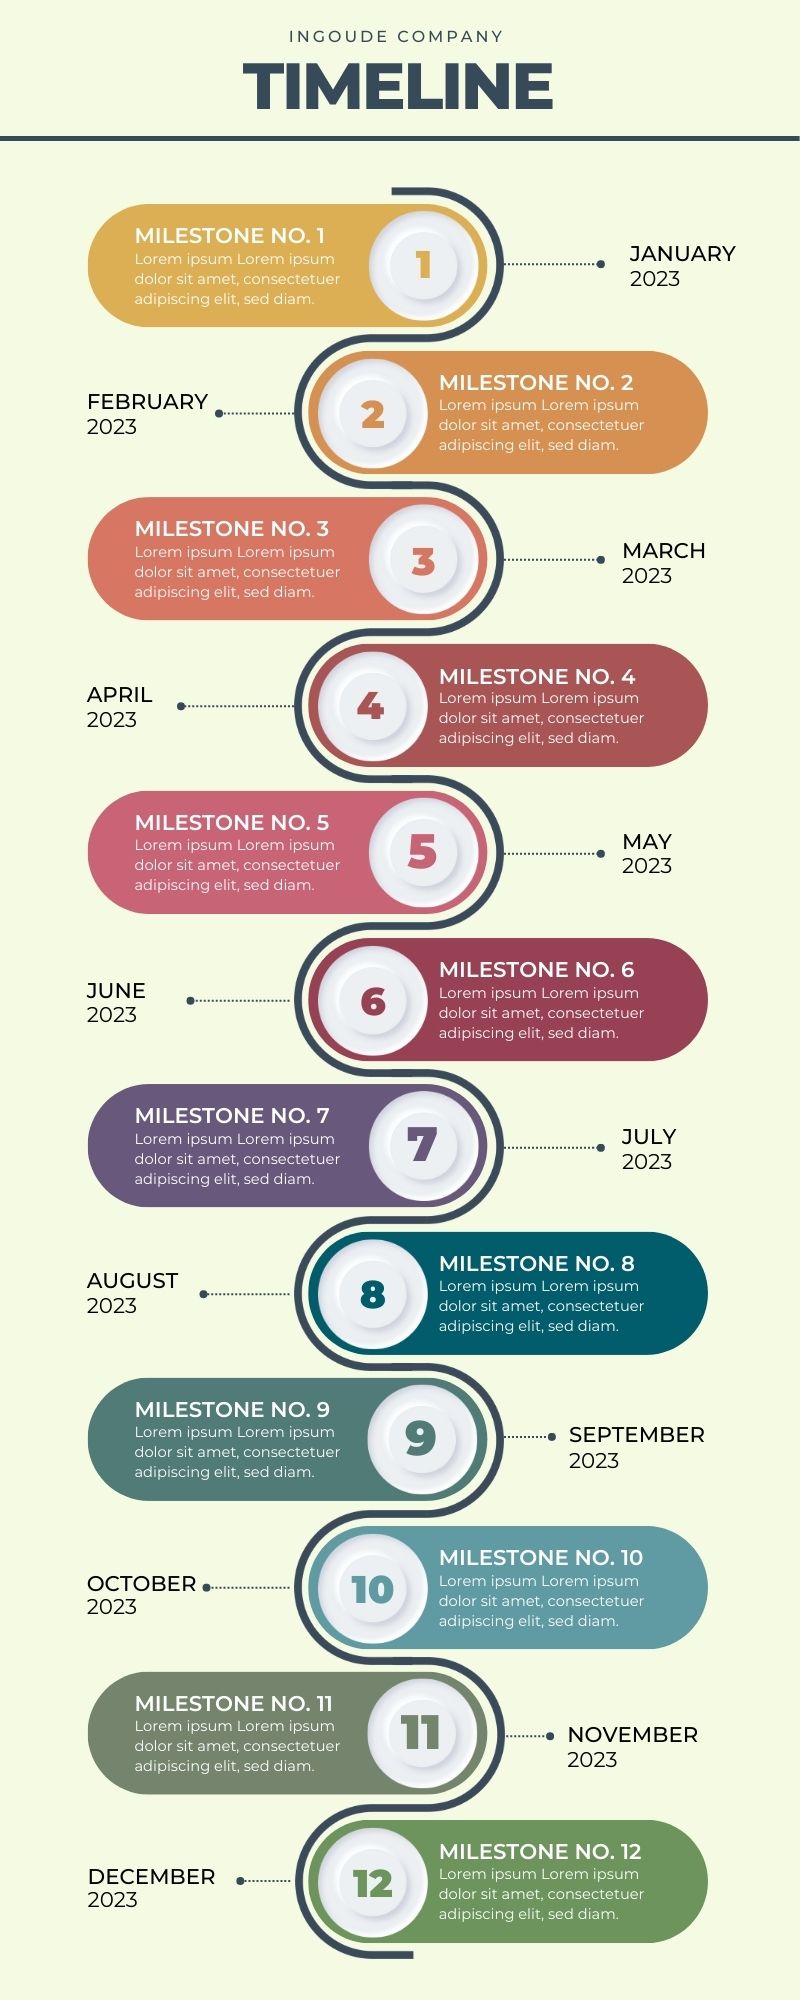 INGOUDE COMPANY
TIMELINE
MILESTONE NO. 1
Lorem ipsum Lorem ipsum
dolor sit amet, consectetuer
adipiscing elit, sed diam.
1
JANUARY
2023
FEBRUARY
2023
2
MILESTONE NO. 2
Lorem ipsum Lorem ipsum
dolor sit amet, consectetuer
adipiscing elit, sed diam.
MILESTONE NO. 3
Lorem ipsum Lorem ipsum
dolor sit amet, consectetuer
adipiscing elit, sed diam.
3
MARCH
2023
APRIL
2023
4
MILESTONE NO. 4
Lorem ipsum Lorem ipsum
dolor sit amet, consectetuer
adipiscing elit, sed diam.
MILESTONE NO. 5
Lorem ipsum Lorem ipsum
dolor sit amet, consectetuer
adipiscing elit, sed diam.
5
MAY
2023
JUNE
2023
6
MILESTONE NO. 6
Lorem ipsum Lorem ipsum
dolor sit amet, consectetuer
adipiscing elit, sed diam.
MILESTONE NO. 7
Lorem ipsum Lorem ipsum
dolor sit amet, consectetuer
adipiscing elit, sed diam.
7
JULY
2023
AUGUST
2023
8
MILESTONE NO. 8
Lorem ipsum Lorem ipsum
dolor sit amet, consectetuer
adipiscing elit, sed diam.
MILESTONE NO. 9
Lorem ipsum Lorem ipsum
dolor sit amet, consectetuer
adipiscing elit, sed diam.
9
SEPTEMBER
2023
OCTOBER
2023
10
MILESTONE NO. 10
Lorem ipsum Lorem ipsum
dolor sit amet, consectetuer
adipiscing elit, sed diam.
MILESTONE NO. 11
Lorem ipsum Lorem ipsum
dolor sit amet, consectetuer
adipiscing elit, sed diam.
11
NOVEMBER
2023
DECEMBER
2023
12
MILESTONE NO. 12
Lorem ipsum Lorem ipsum
dolor sit amet, consectetuer
adipiscing elit, sed diam.